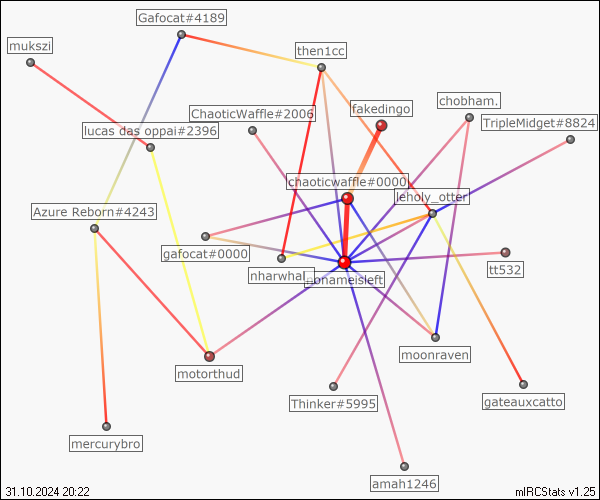 Gafocat#4189
mukszi
then1cc
fakedingo
chobham.
ChaoticWaffle#2006
TripleMidget#8824
lucas das oppai#2396
chaoticwaffle#0000
leholy_otter
Azure Reborn#4243
gafocat#0000
nharwhal_
nonameisleft
tt532
moonraven
motorthud
Thinker#5995
gateauxcatto
mercurybro
amah1246
31.10.2024 20:22
mIRCStats v1.25